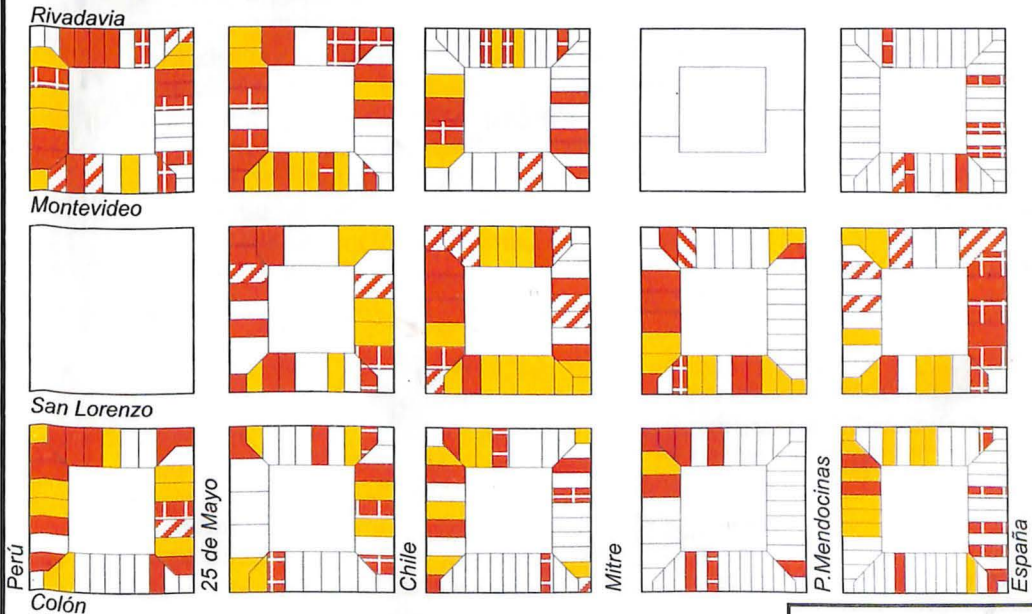 Rivadavia
Montevideo
San Lorenzo
Perú
25 de Mayo
Chile
Mitre
P.Mendocinas
España
Colón